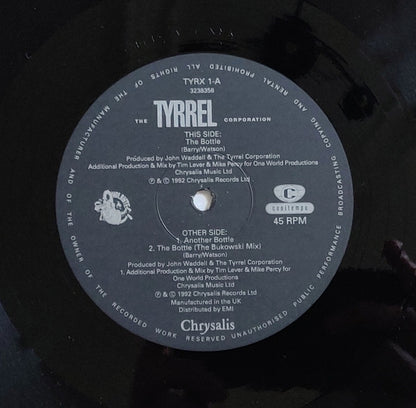 TYRX 1-A
3238358
THE TYRREL CORPORATION
THIS SIDE:
The Bottle
(Barry/Watson)
Produced by John Waddell & The Tyrrel Corporation
Additional Production & Mix by Tim Lever & Mike Percy for One World Productions
Chrysalis Music Ltd
℗ & © 1992 Chrysalis Records Ltd
cooltempo
45 RPM
OTHER SIDE:
1. Another Bottle
2. The Bottle (The Bukowski Mix)
(Barry/Watson)
Produced by John Waddell & The Tyrrel Corporation
1. Additional Production & Mix by Tim Lever & Mike Percy for
One World Productions
Chrysalis Music Ltd
℗ & © 1992 Chrysalis Records Ltd
Manufactured in the UK
Distributed by EMI
Chrysalis
ALL RIGHTS OF THE MANUFACTURER AND OF THE OWNER OF THE RECORDED WORK RESERVED UNAUTHORISED PUBLIC PERFORMANCE BROADCASTING COPYING AND RENTAL PROHIBITED